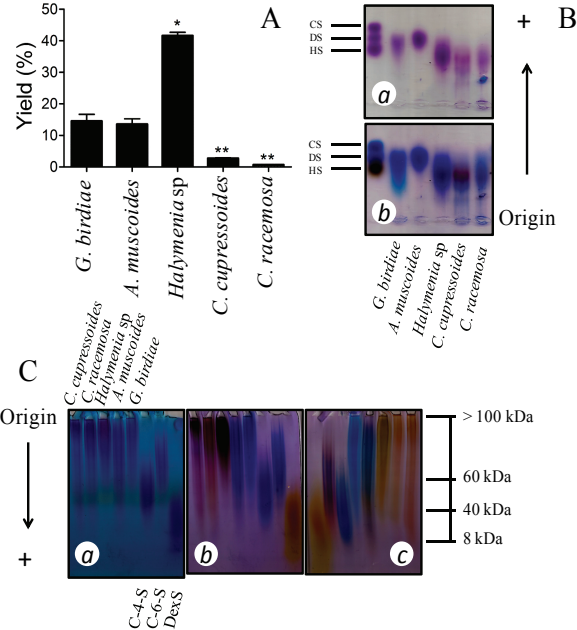 A
Yield (%)
50
40
30
20
10
0
*
**
**
G. birdiae
A. muscoides
Halymenia sp
C. cupressoides
C. racemosa
B
CS
DS
HS
a
CS
DS
HS
b
+
Origin
G. birdiae
A. muscoides
Halymenia sp
C. cupressoides
C. racemosa
C
C. cupressoides
C. racemosa
Halymenia sp
A. muscoides
G. birdiae
Origin
+
a
b
c
> 100 kDa
60 kDa
40 kDa
8 kDa
C-4-S
C-6-S
DexS